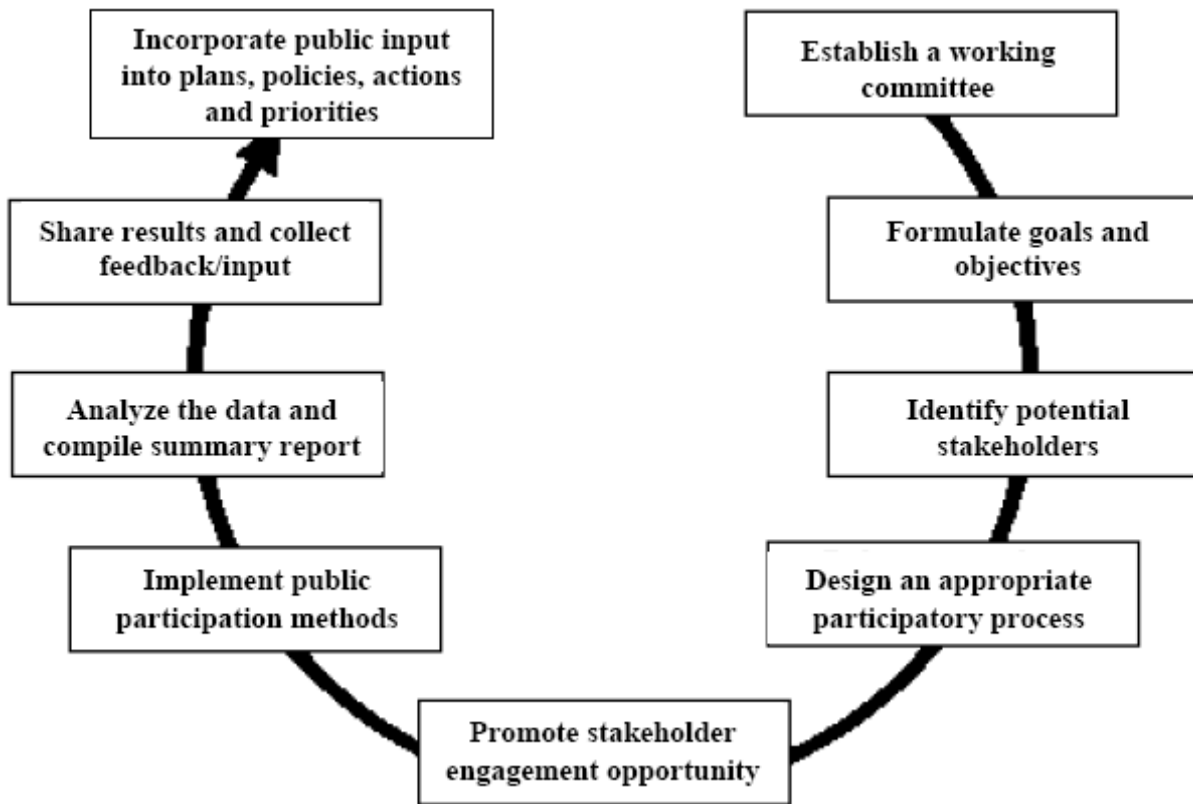 Incorporate public input
into plans, policies, actions
and priorities
Establish a working
committee
Share results and collect
feedback/input
Formulate goals and
objectives
Analyze the data and
compile summary report
Identify potential
stakeholders
Implement public
participation methods
Design an appropriate
participatory process
Promote stakeholder
engagement opportunity